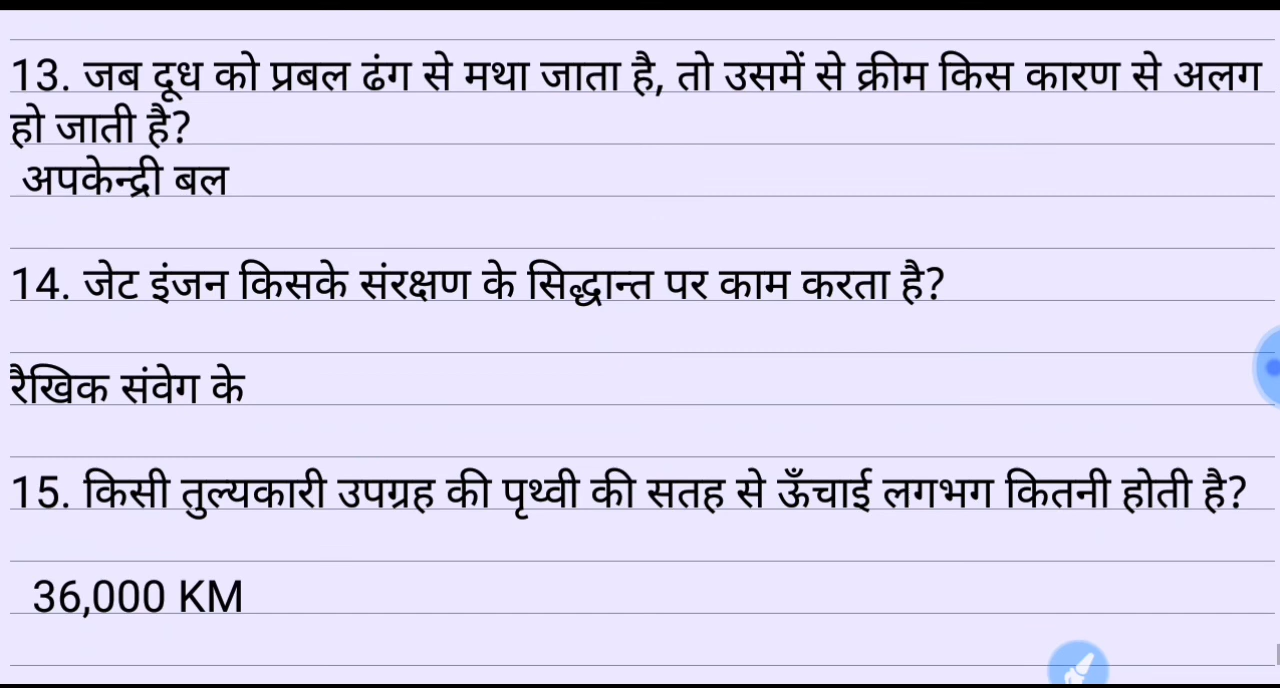 13. जब दूध को प्रबल ढंग से मथा जाता है, तो उसमें से क्रीम किस कारण से अलग
हो जाती है?
अपकेन्द्री बल
14. जेट इंजन किसके संरक्षण के सिद्धान्त पर काम करता है?
रैखिक संवेग के
15. किसी तुल्यकारी उपग्रह की पृथ्वी की सतह से ऊँचाई लगभग कितनी होती है?
36,000 KM